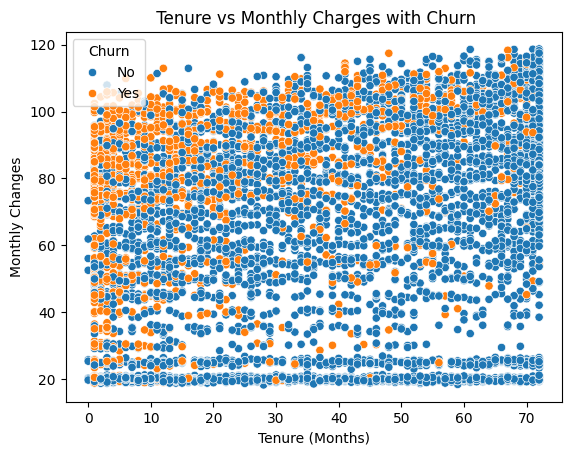 Tenure vs Monthly Charges with Churn
Churn
No
Yes
Monthly Changes
120
100
80
60
40
20
0
10
20
30
40
50
60
70
Tenure (Months)